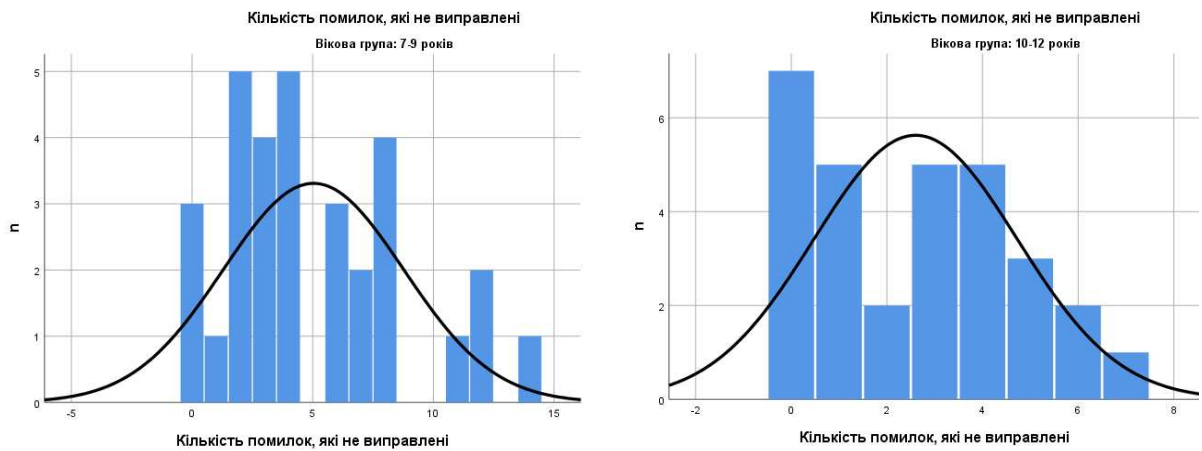 Кількість помилок, які не виправлені
Вікова група: 7-9 років
n
5
4
3
2
1
0
-5
0
5
10
15
Кількість помилок, які не виправлені
Кількість помилок, які не виправлені
Вікова група: 10-12 років
n
6
4
2
0
-2
0
2
4
6
8
Кількість помилок, які не виправлені